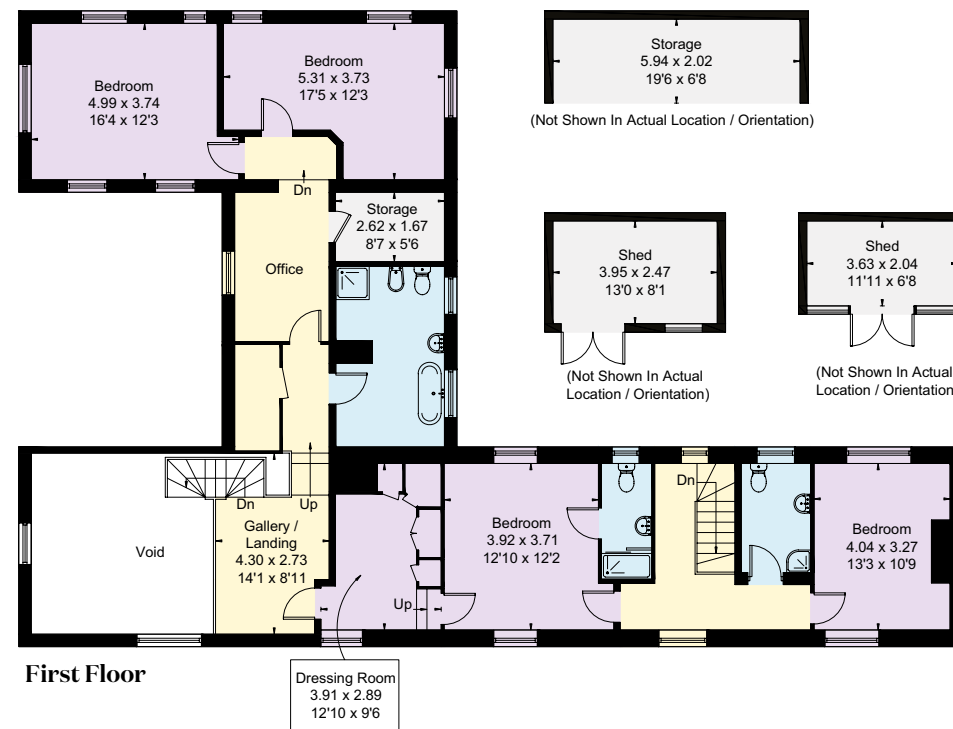 Bedroom
4.99 x 3.74
16'4 x 12'3
Bedroom
5.31 x 3.73
17'5 x 12'3
Storage
5.94 x 2.02
19'6 x 6'8
(Not Shown In Actual Location / Orientation)
Dn
Storage
2.62 x 1.67
8'7 x 5'6
Office
Shed
3.95 x 2.47
13'0 x 8'1
(Not Shown In Actual
Location / Orientation)
Shed
3.63 x 2.04
11'11 x 6'8
(Not Shown In Actual
Location / Orientation
Void
Dn
Up
Gallery /
Landing
4.30 x 2.73
14'1 x 8'11
Up
Bedroom
3.92 x 3.71
12'10 x 12'2
Dn
Bedroom
4.04 x 3.27
13'3 x 10'9
First Floor
Dressing Room
3.91 x 2.89
12'10 x 9'6